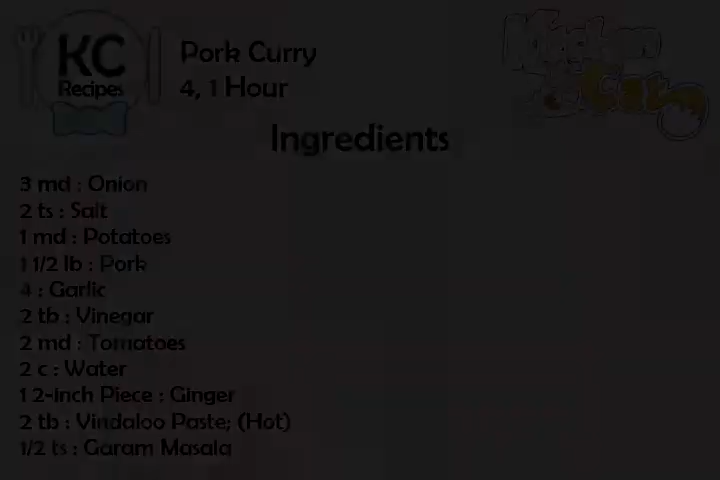 KC
Recipes
Pork Curry
4, 1 Hour
Ingredients
3 md : Onion
2 ts : Salt
1 md : Potatoes
1 1/2 lb : Pork
4 : Garlic
2 tb : Vinegar
2 md : Tomatoes
2 c : Water
1 2-inch Piece : Ginger
2 tb : Vindaloo Paste; (Hot)
1/2 ts : Garam Masala